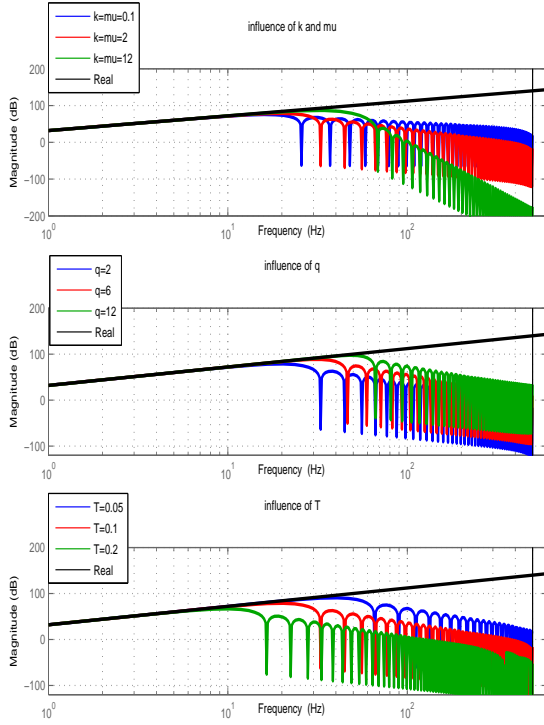 influence of k and mu
k=mu=0.1
k=mu=2
k=mu=12
Real
Magnitude (dB)
200
100
0
−100
−200
10^0
10^1
10^2
Frequency (Hz)
influence of q
q=2
q=6
q=12
Real
Magnitude (dB)
200
100
0
−100
10^0
10^1
10^2
Frequency (Hz)
influence of T
T=0.05
T=0.1
T=0.2
Real
Magnitude (dB)
200
100
0
−100
10^0
10^1
10^2
Frequency (Hz)